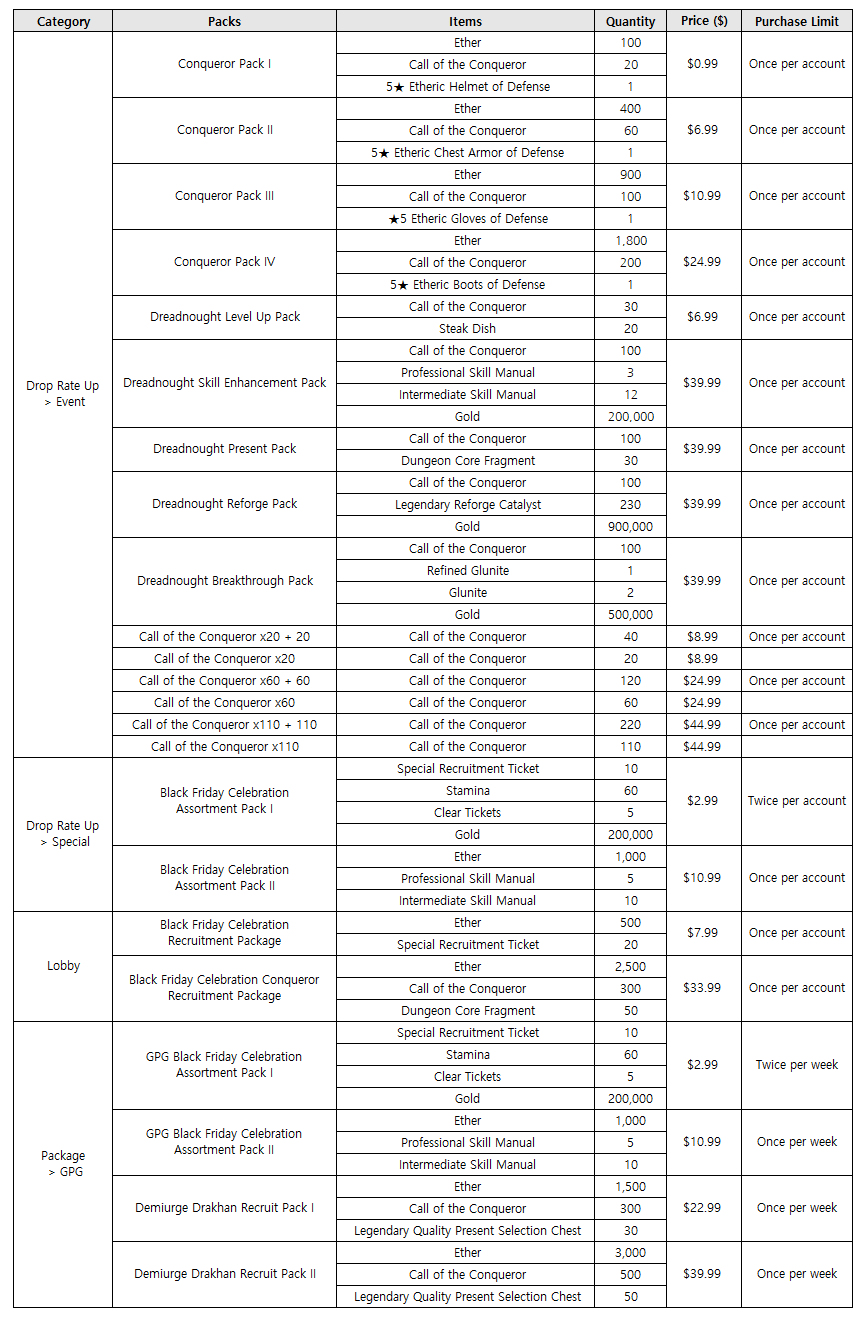 Category Packs Items Quantity Price ($) Purchase Limit
Drop Rate Up
> Event
Conqueror Pack I
Ether 100
Call of the Conqueror 20
5★ Etheric Helmet of Defense 1
$0.99 Once per account
Conqueror Pack II
Ether 400
Call of the Conqueror 60
5★ Etheric Chest Armor of Defense 1
$6.99 Once per account
Conqueror Pack III
Ether 900
Call of the Conqueror 100
★5 Etheric Gloves of Defense 1
$10.99 Once per account
Conqueror Pack IV
Ether 1,800
Call of the Conqueror 200
5★ Etheric Boots of Defense 1
$24.99 Once per account
Dreadnought Level Up Pack
Call of the Conqueror 30
Steak Dish 20
$6.99 Once per account
Dreadnought Skill Enhancement Pack
Call of the Conqueror 100
Professional Skill Manual 3
Intermediate Skill Manual 12
Gold 200,000
$39.99 Once per account
Dreadnought Present Pack
Call of the Conqueror 100
Dungeon Core Fragment 30
$39.99 Once per account
Dreadnought Reforge Pack
Call of the Conqueror 100
Legendary Reforge Catalyst 230
Gold 900,000
$39.99 Once per account
Dreadnought Breakthrough Pack
Call of the Conqueror 100
Refined Glunite 1
Glunite 2
Gold 500,000
$39.99 Once per account
Call of the Conqueror x20 + 20 Call of the Conqueror 40 $8.99 Once per account
Call of the Conqueror x20 Call of the Conqueror 20 $8.99
Call of the Conqueror x60 + 60 Call of the Conqueror 120 $24.99 Once per account
Call of the Conqueror x60 Call of the Conqueror 60 $24.99
Call of the Conqueror x110 + 110 Call of the Conqueror 220 $44.99 Once per account
Call of the Conqueror x110 Call of the Conqueror 110 $44.99
Drop Rate Up
> Special
Black Friday Celebration
Assortment Pack I
Special Recruitment Ticket 10
Stamina 60
Clear Tickets 5
Gold 200,000
$2.99 Twice per account
Black Friday Celebration
Assortment Pack II
Ether 1,000
Professional Skill Manual 5
Intermediate Skill Manual 10
$10.99 Once per account
Lobby
Black Friday Celebration
Recruitment Package
Ether 500
Special Recruitment Ticket 20
$7.99 Once per account
Black Friday Celebration Conqueror
Recruitment Package
Ether 2,500
Call of the Conqueror 300
Dungeon Core Fragment 50
$33.99 Once per account
Package
> GPG
GPG Black Friday Celebration
Assortment Pack I
Special Recruitment Ticket 10
Stamina 60
Clear Tickets 5
Gold 200,000
$2.99 Twice per week
GPG Black Friday Celebration
Assortment Pack II
Ether 1,000
Professional Skill Manual 5
Intermediate Skill Manual 10
$10.99 Once per week
Demiurge Drakhan Recruit Pack I
Ether 1,500
Call of the Conqueror 300
Legendary Quality Present Selection Chest 30
$22.99 Once per week
Demiurge Drakhan Recruit Pack II
Ether 3,000
Call of the Conqueror 500
Legendary Quality Present Selection Chest 50
$39.99 Once per week